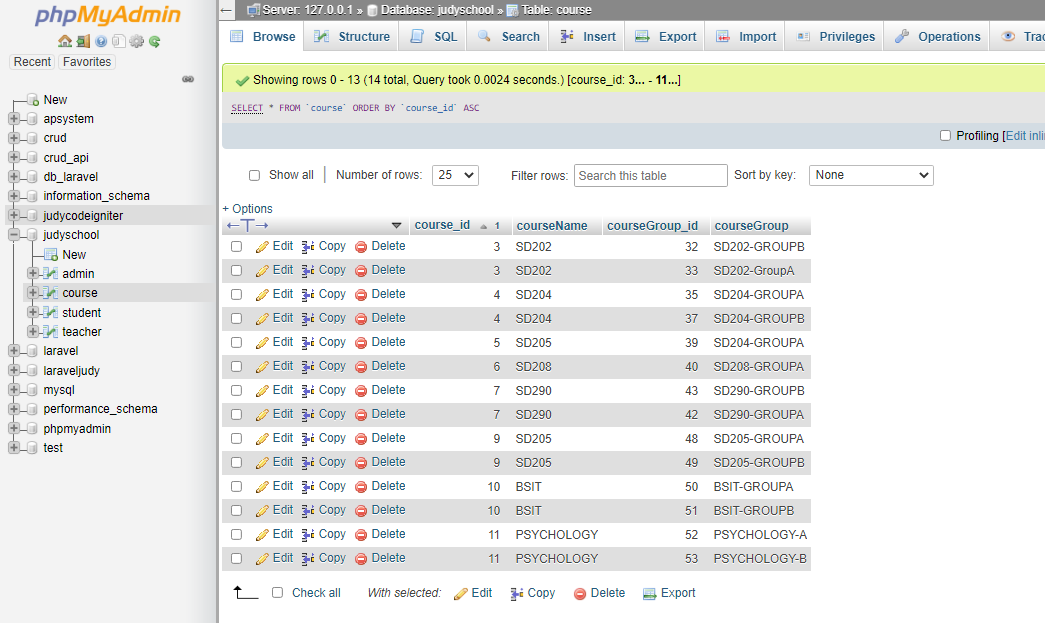 phpMyAdmin
Recent Favorites
New
apsystem
crud
crud_api
db_laravel
information_schema
judycodeigniter
judyschool
New
admin
course
student
teacher
laravel
laraveljudy
mysql
performance_schema
phpmyadmin
test
Server: 127.0.0.1 » Database: judyschool » Table: course
Browse Structure SQL Search Insert Export Import Privileges Operations Trac
Showing rows 0 - 13 (14 total, Query took 0.0024 seconds.) [course_id: 3... - 11...]
SELECT * FROM `course` ORDER BY `course_id` ASC
Profiling [Edit inli
Show all Number of rows: 25 Filter rows: Search this table Sort by key: None
+ Options
←T→ course_id 1 courseName courseGroup_id courseGroup
Edit Copy Delete 3 SD202 32 SD202-GROUPB
Edit Copy Delete 3 SD202 33 SD202-GroupA
Edit Copy Delete 4 SD204 35 SD204-GROUPA
Edit Copy Delete 4 SD204 37 SD204-GROUPB
Edit Copy Delete 5 SD205 39 SD204-GROUPA
Edit Copy Delete 6 SD208 40 SD208-GROUPA
Edit Copy Delete 7 SD290 43 SD290-GROUPB
Edit Copy Delete 7 SD290 42 SD290-GROUPA
Edit Copy Delete 9 SD205 48 SD205-GROUPA
Edit Copy Delete 9 SD205 49 SD205-GROUPB
Edit Copy Delete 10 BSIT 50 BSIT-GROUPA
Edit Copy Delete 10 BSIT 51 BSIT-GROUPB
Edit Copy Delete 11 PSYCHOLOGY 52 PSYCHOLOGY-A
Edit Copy Delete 11 PSYCHOLOGY 53 PSYCHOLOGY-B
Check all With selected: Edit Copy Delete Export